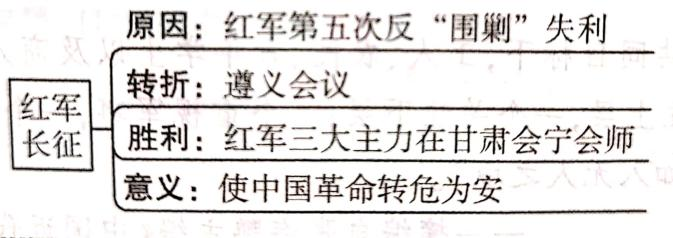 原因：红军第五次反“围剿”失利
红军
长征
转折：遵义会议
胜利：红军三大主力在甘肃会宁会师
意义：使中国革命转危为安